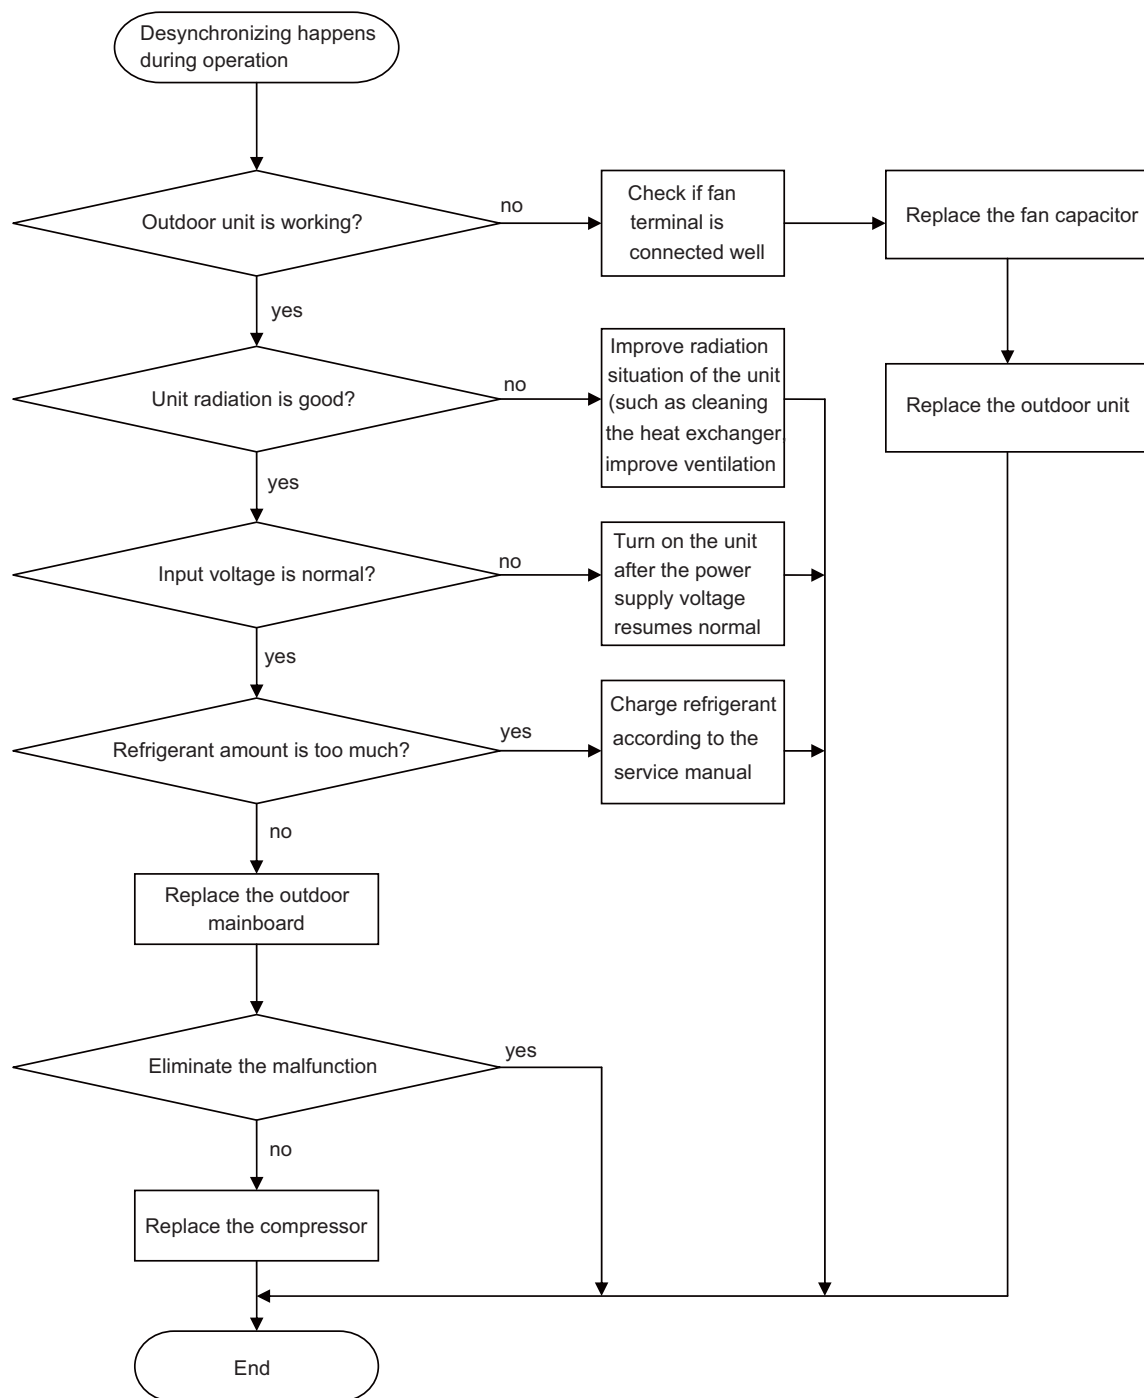 Desynchronizing happens
during operation
Outdoor unit is working?
no
Check if fan
terminal is
connected well
Replace the fan capacitor
yes
Unit radiation is good?
no
Improve radiation
situation of the unit
(such as cleaning
the heat exchanger,
improve ventilation
Replace the outdoor unit
yes
Input voltage is normal?
no
Turn on the unit
after the power
supply voltage
resumes normal
yes
Refrigerant amount is too much?
yes
Charge refrigerant
according to the
service manual
no
Replace the outdoor
mainboard
Eliminate the malfunction
yes
no
Replace the compressor
End